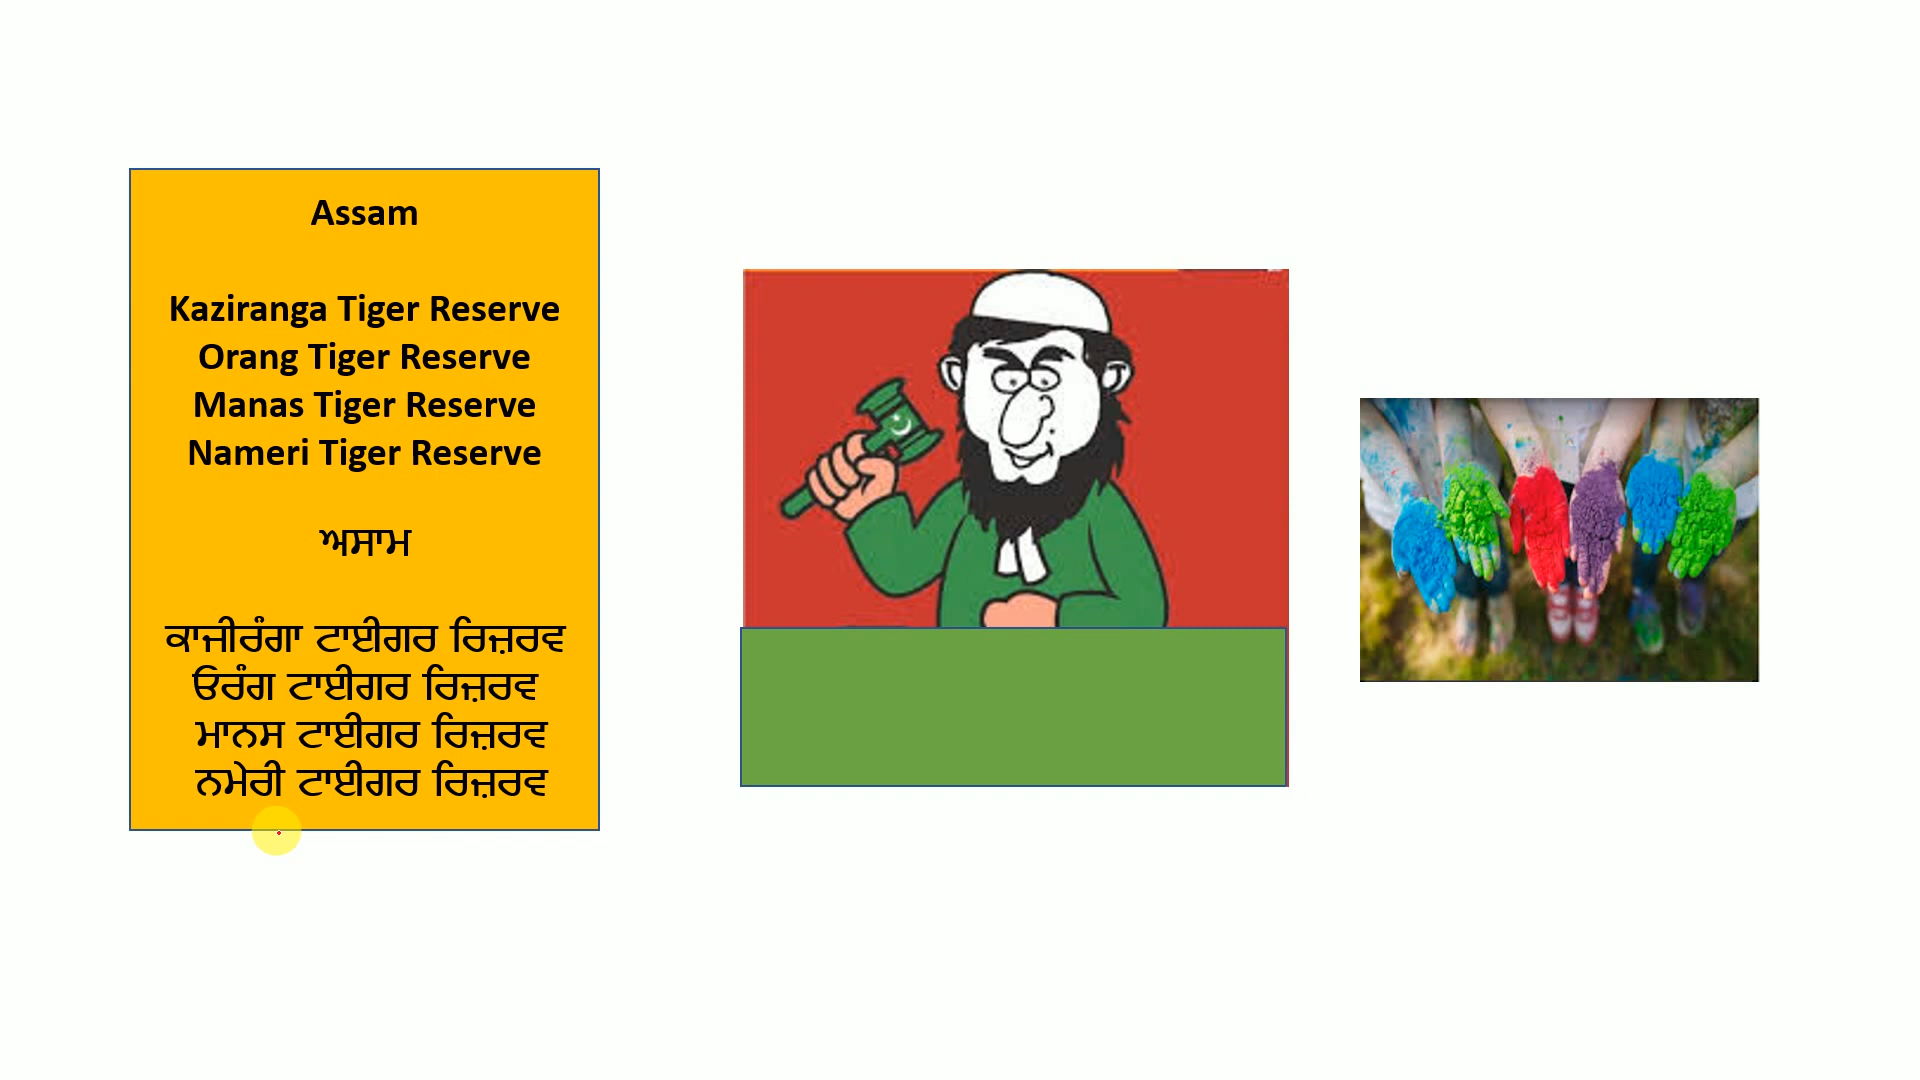 Assam
Kaziranga Tiger Reserve
Orang Tiger Reserve
Manas Tiger Reserve
Nameri Tiger Reserve
ਅਸਾਮ
ਕਾਜੀਰੰਗਾ ਟਾਈਗਰ ਰਿਜ਼ਰਵ
ਓਰੰਗ ਟਾਈਗਰ ਰਿਜ਼ਰਵ
ਮਾਨਸ ਟਾਈਗਰ ਰਿਜ਼ਰਵ
ਨਮੇਰੀ ਟਾਈਗਰ ਰਿਜ਼ਰਵ